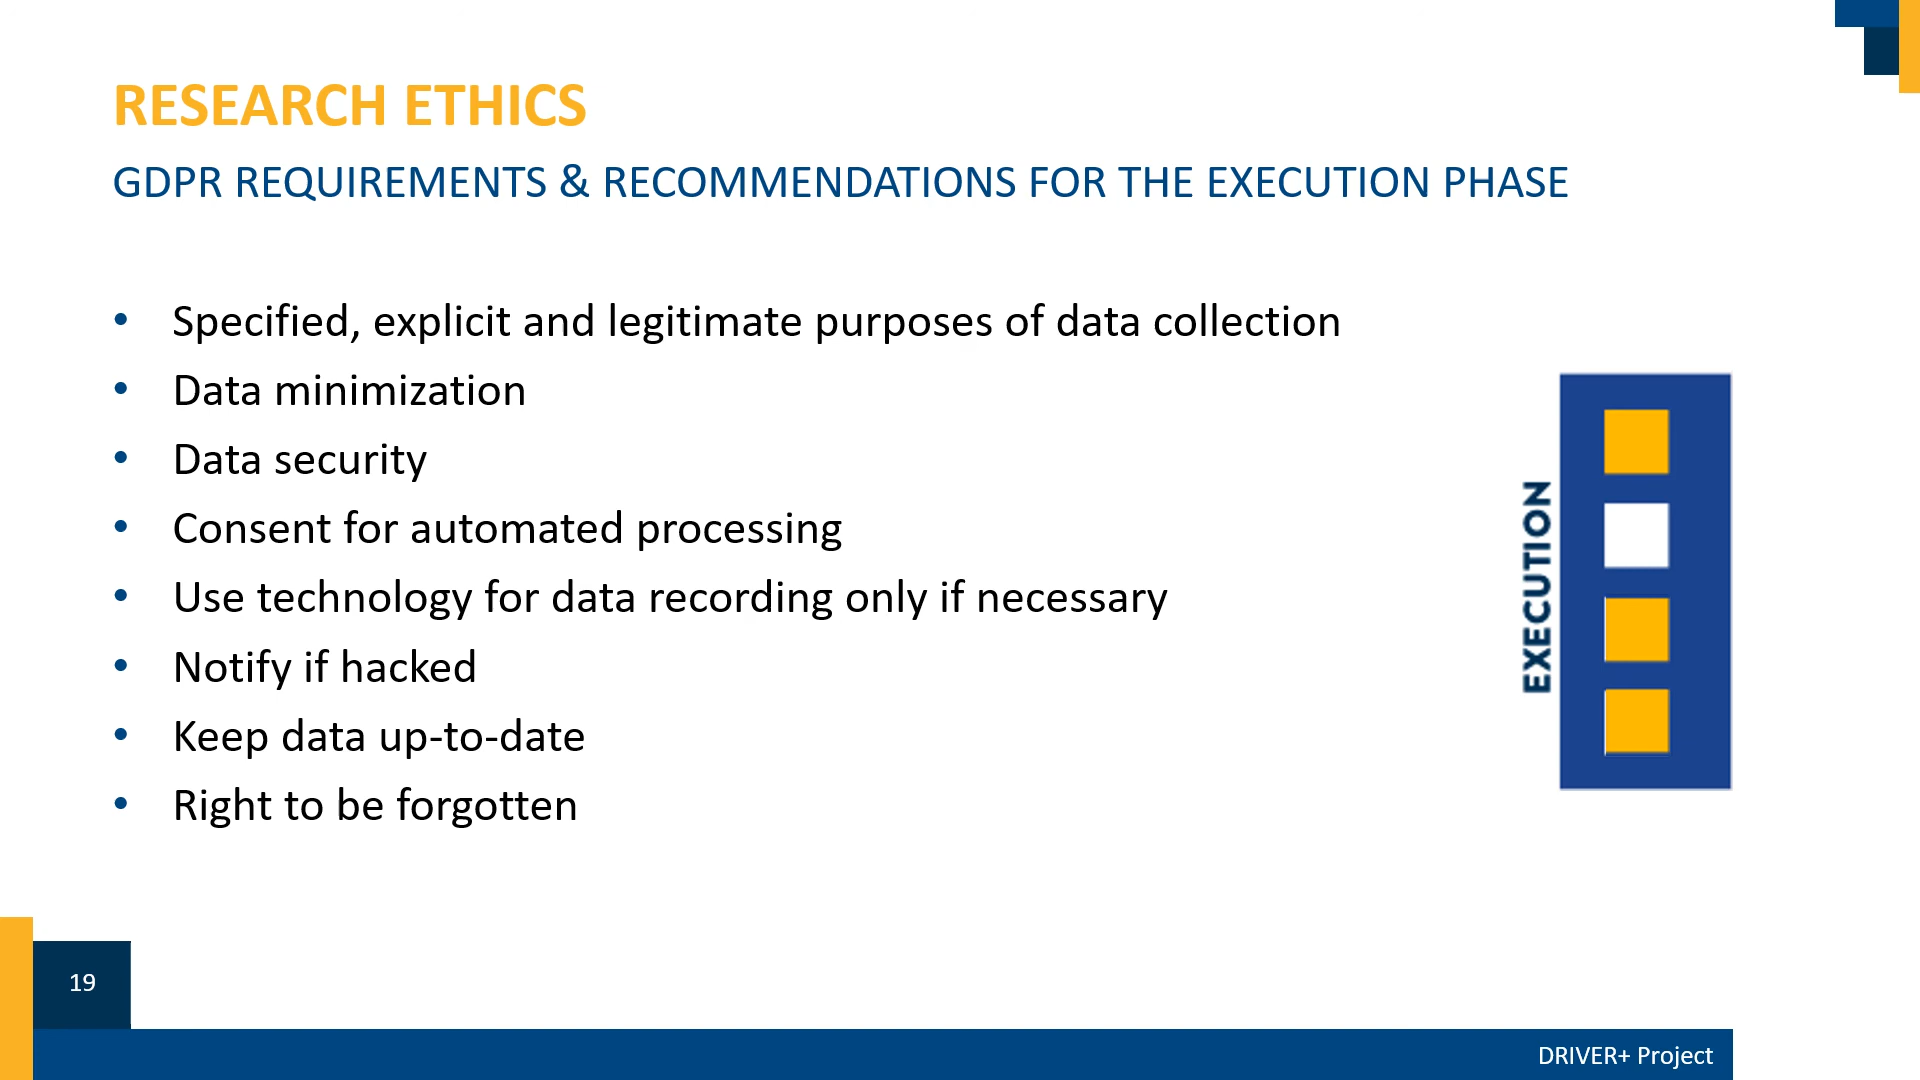 RESEARCH ETHICS
GDPR REQUIREMENTS & RECOMMENDATIONS FOR THE EXECUTION PHASE
• Specified, explicit and legitimate purposes of data collection
• Data minimization
• Data security
• Consent for automated processing
• Use technology for data recording only if necessary
• Notify if hacked
• Keep data up-to-date
• Right to be forgotten
EXECUTION
19
DRIVER+ Project